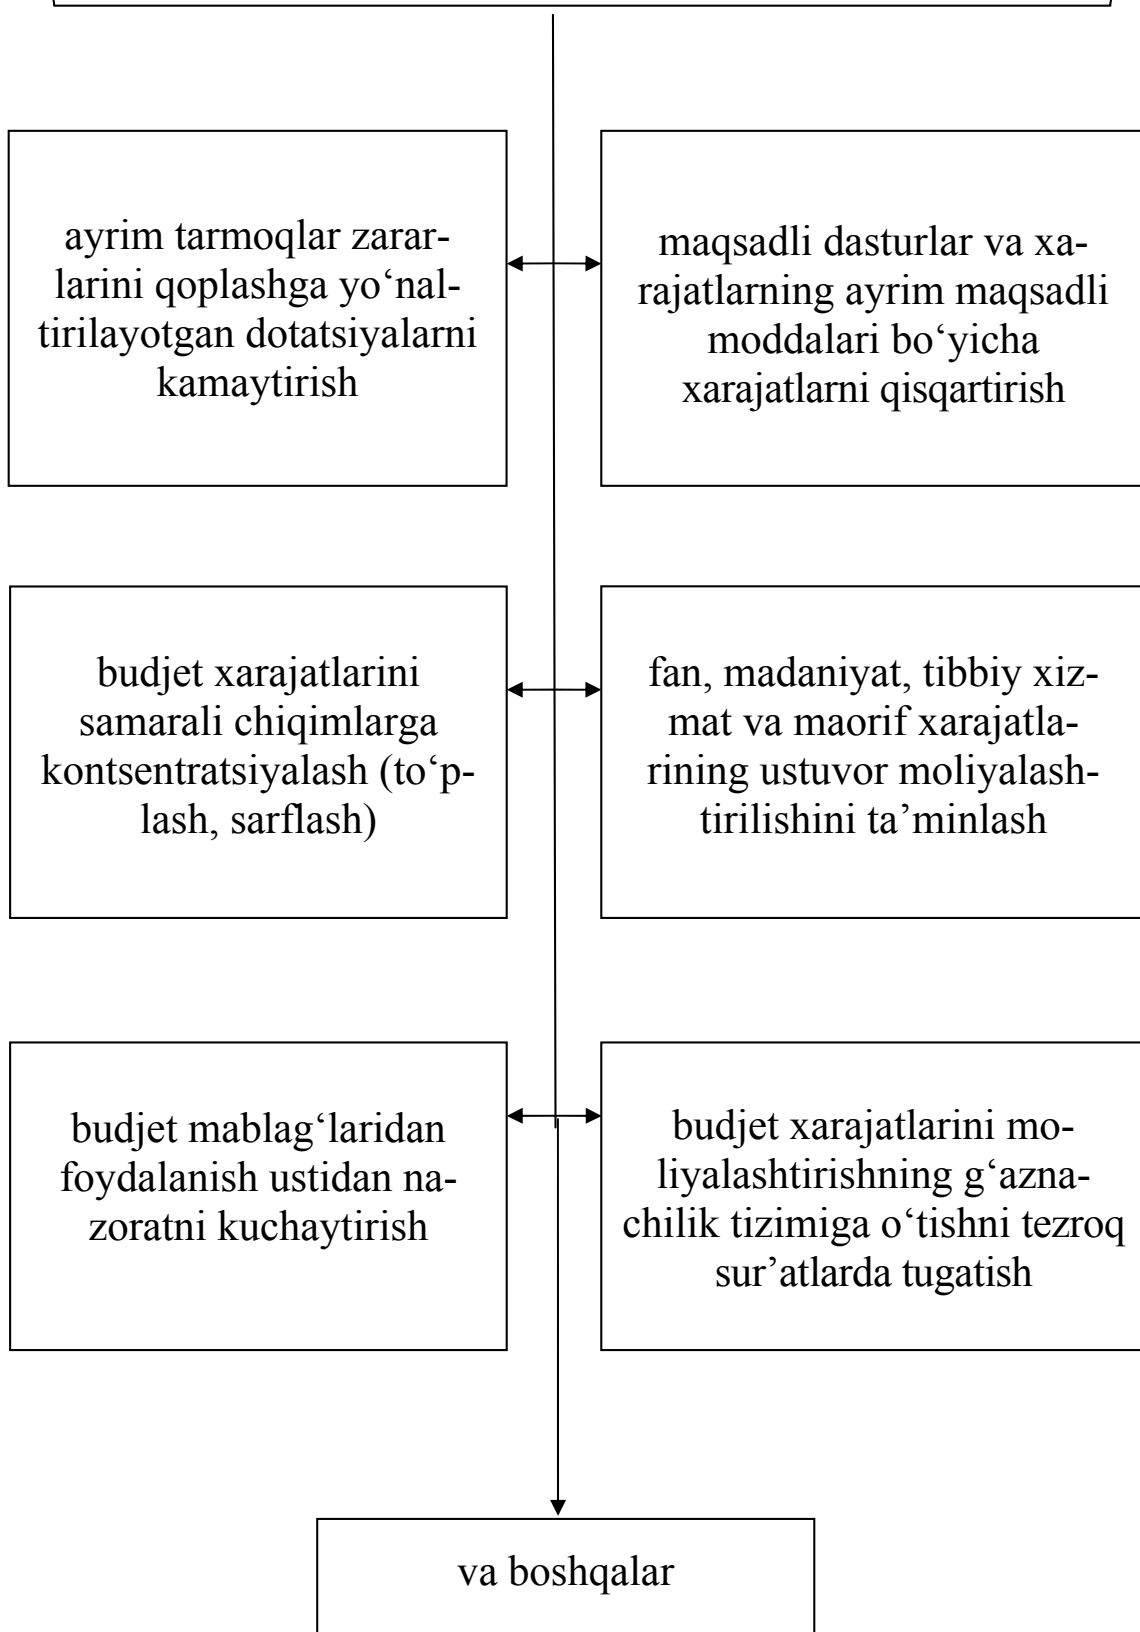 ayrim tarmoqlar zarar-
larini qoplashga yo‘nal-
tirilayotgan dotatsiyalarni
kamaytirish
maqsadli dasturlar va xa-
rajatlarning ayrim maqsadli
moddalari bo‘yicha
xarajatlarni qisqartirish
budjet xarajatlarini
samarali chiqimlarga
kontsentratsiyalash (to‘p-
lash, sarflash)
fan, madaniyat, tibbiy xiz-
mat va maorif xarajatla-
rining ustuvor moliyalash-
tirilishini ta’minlash
budjet mablag‘laridan
foydalanish ustidan na-
zoratni kuchaytirish
budjet xarajatlarini mo-
liyalashtirishning g‘azna-
chilik tizimiga o‘tishni tezroq
sur’atlarda tugatish
va boshqalar